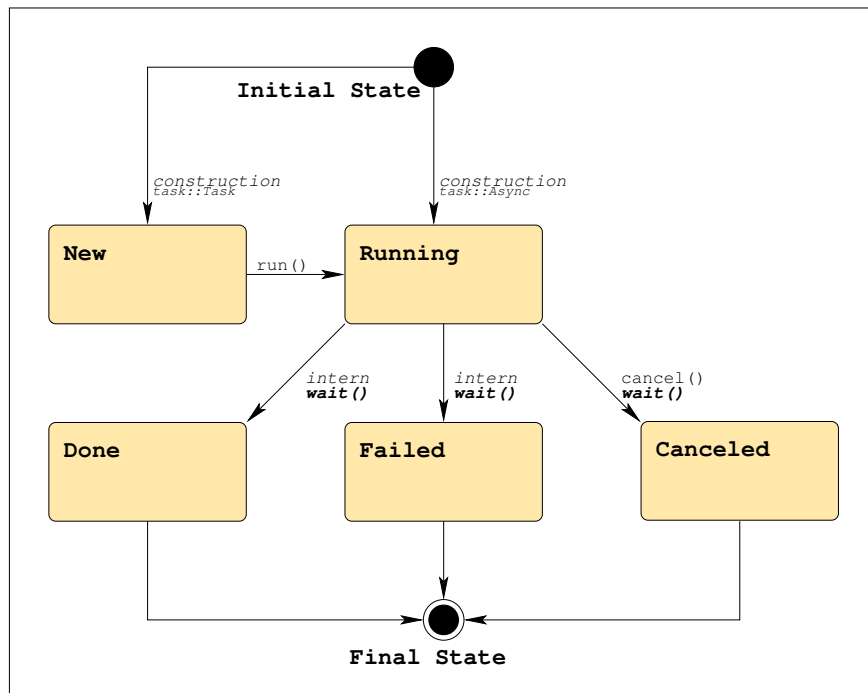 Initial State
construction
task::Task
construction
task::Async
New
run()
Running
intern
wait()
intern
wait()
cancel()
wait()
Done
Failed
Canceled
Final State